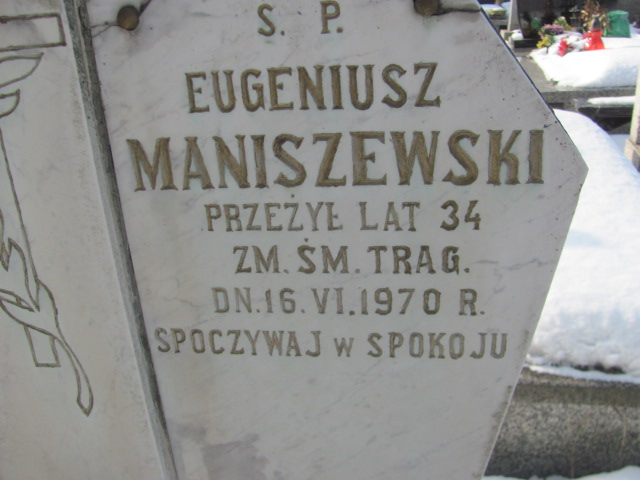 S. P.
EUGENIUSZ
MANISZEWSKI
PRZEŻYŁ LAT 34
ZM. ŚM. TRAG.
DN. 16. VI. 1970 R.
SPOCZYWAJ W SPOKOJU